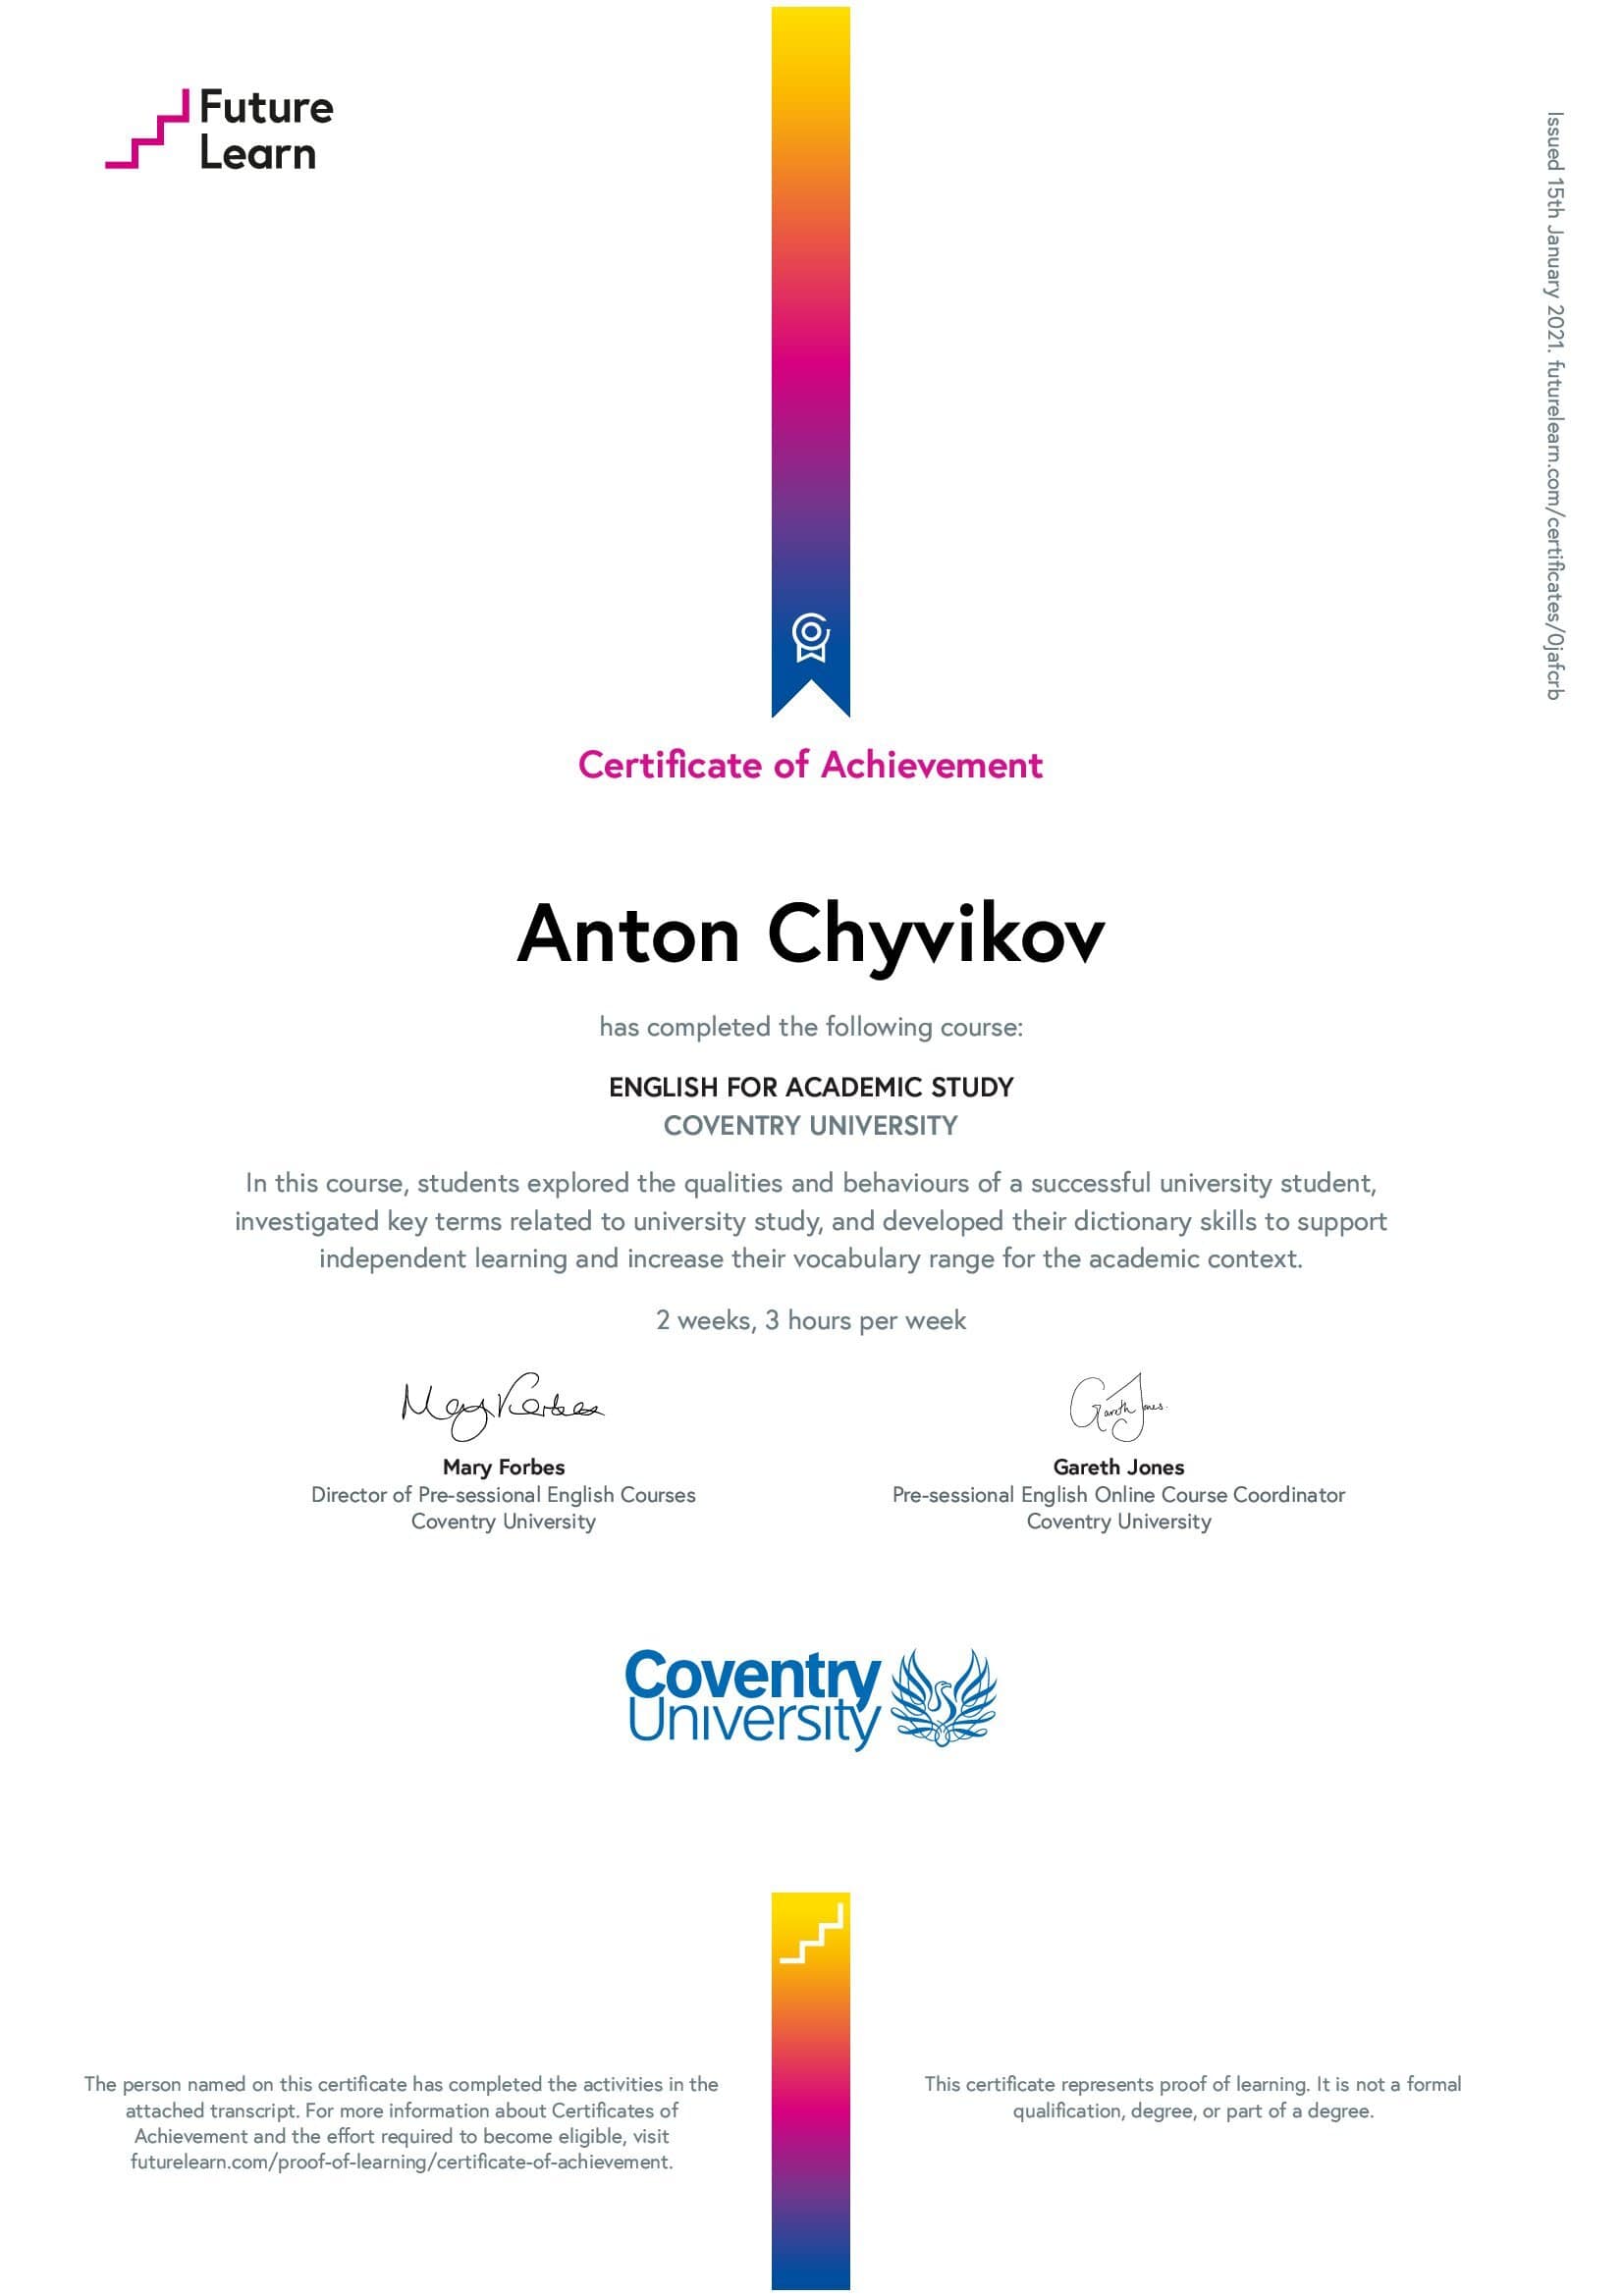 Future
Learn
Issued 15th January 2021. futurelearn.com/certificates/0jafcrb
Certificate of Achievement
Anton Chyvikov
has completed the following course:
ENGLISH FOR ACADEMIC STUDY
COVENTRY UNIVERSITY
In this course, students explored the qualities and behaviours of a successful university student,
investigated key terms related to university study, and developed their dictionary skills to support
independent learning and increase their vocabulary range for the academic context.
2 weeks, 3 hours per week
Mary Forbes
Gareth Jones
Mary Forbes
Director of Pre-sessional English Courses
Coventry University
Gareth Jones
Pre-sessional English Online Course Coordinator
Coventry University
Coventry
University
The person named on this certificate has completed the activities in the
attached transcript. For more information about Certificates of
Achievement and the effort required to become eligible, visit
futurelearn.com/proof-of-learning/certificate-of-achievement.
This certificate represents proof of learning. It is not a formal
qualification, degree, or part of a degree.